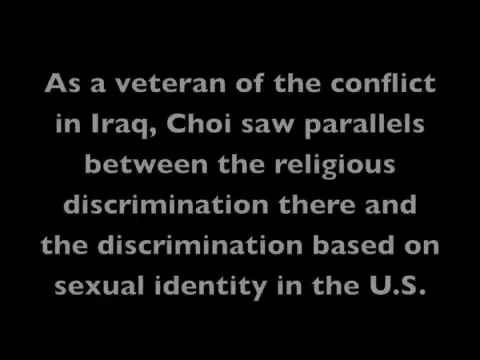 As a veteran of the conflict
in Iraq, Choi saw parallels
between the religious
discrimination there and
the discrimination based on
sexual identity in the U.S.